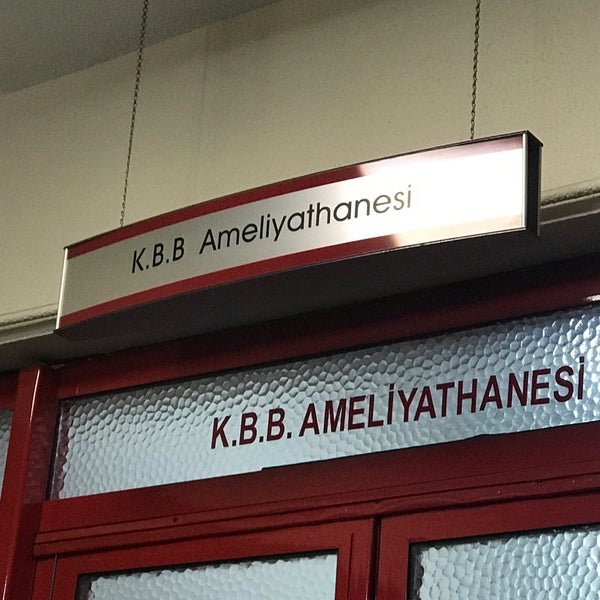 K.B.B Ameliyathanesi
K.B.B. AMELİYATHANESİ